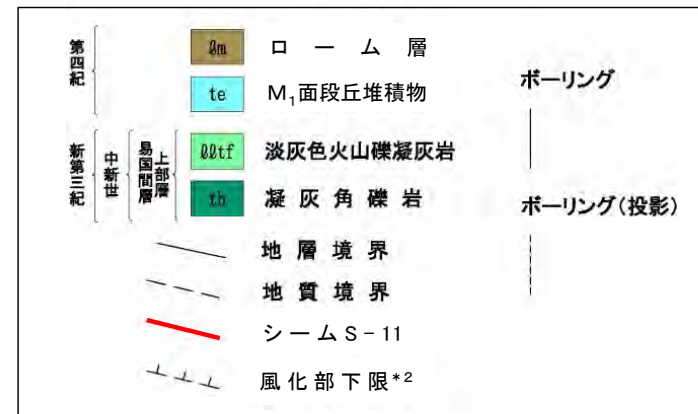 第四紀
ℓm ローム層
te M₁面段丘堆積物
新第三紀
中新世
易国間層
上部層
ℓℓtf 淡灰色火山礫凝灰岩
tb 凝灰角礫岩
地層境界
地質境界
シームS-11
風化部下限*2
ボーリング
ボーリング(投影)